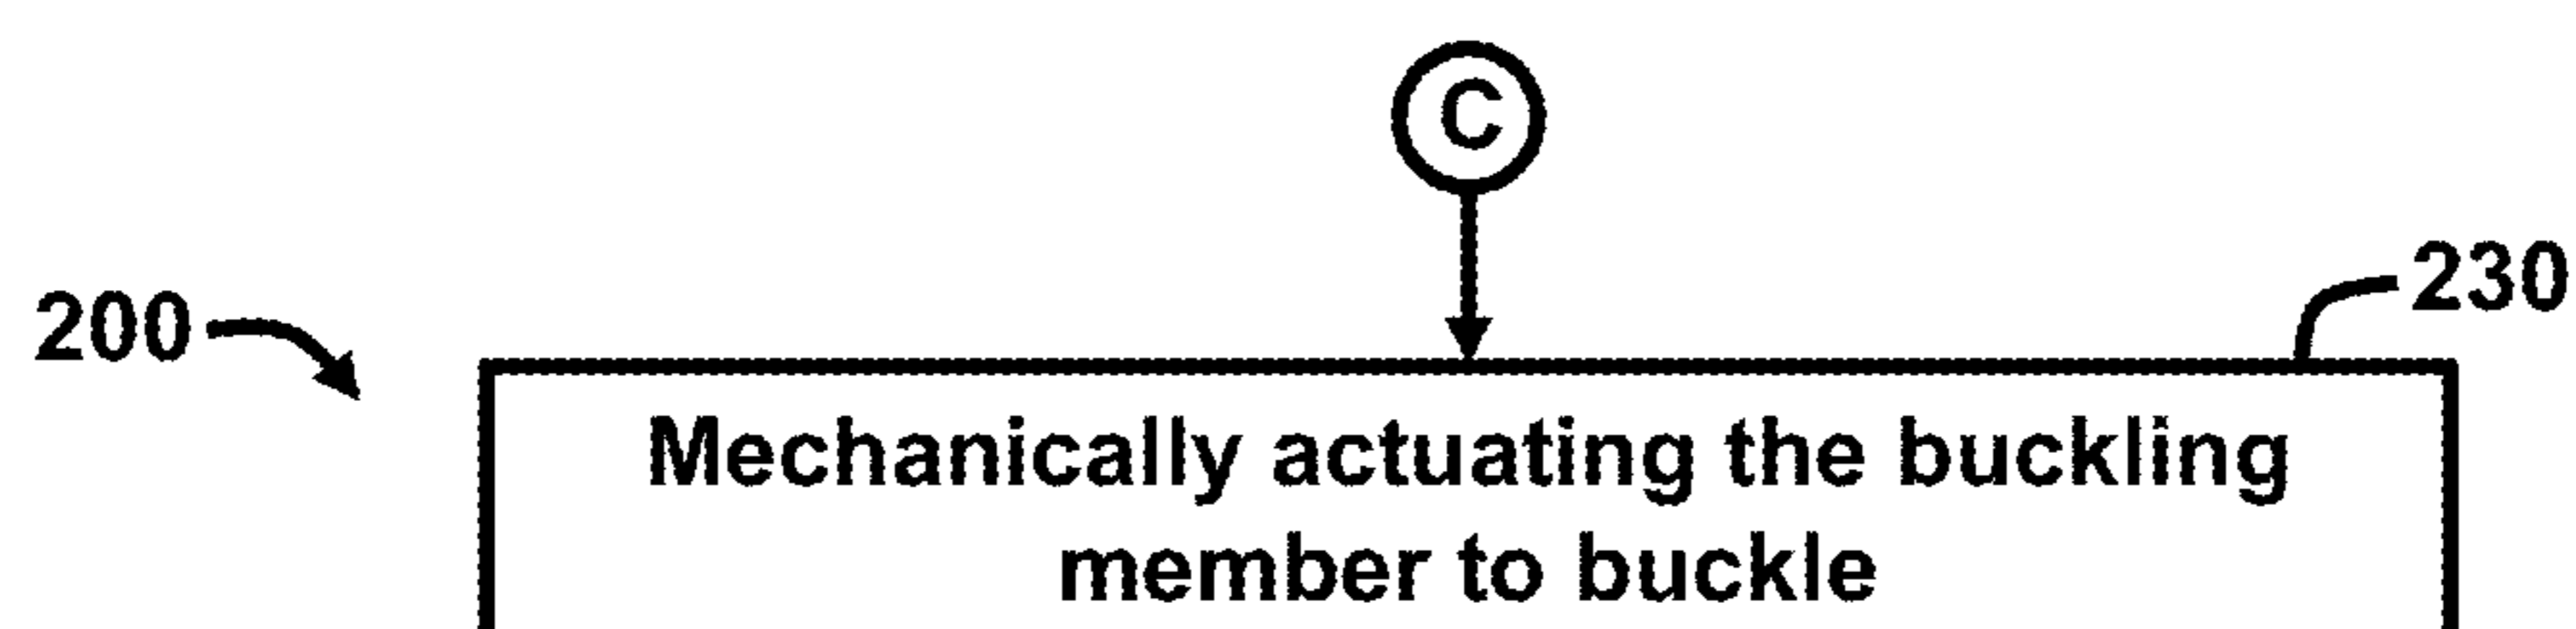 C
230
200
Mechanically actuating the buckling
member to buckle